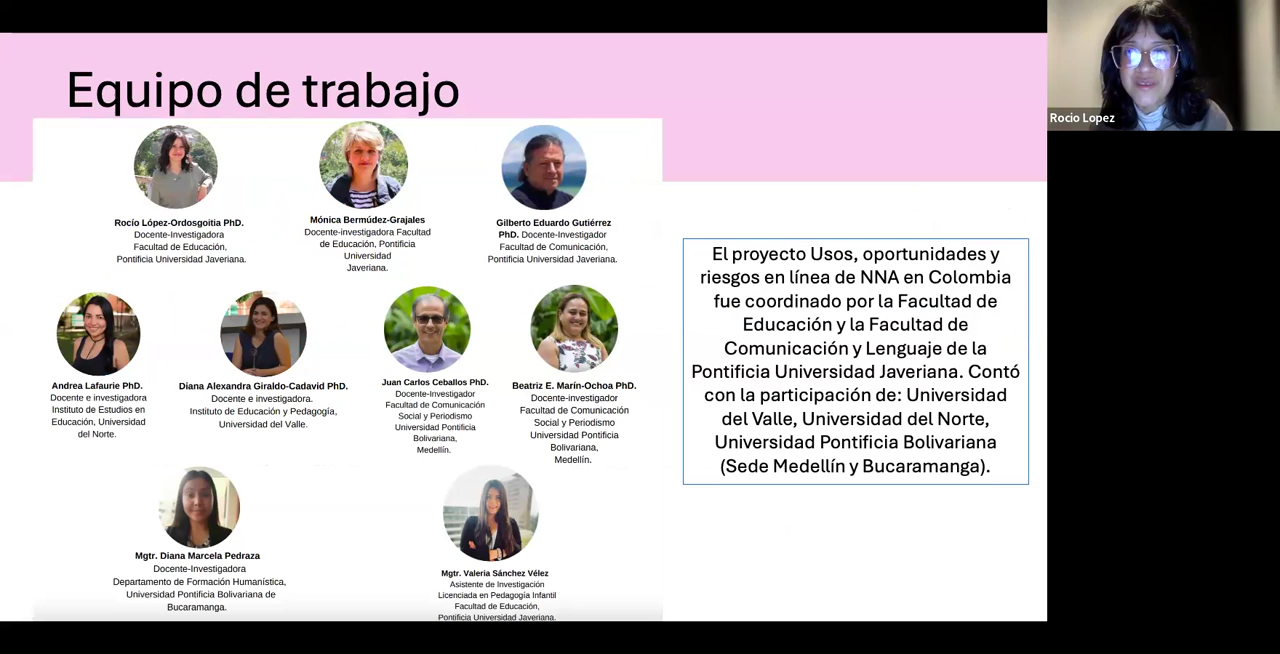 Equipo de trabajo
Rocío López-Ordosgoitia PhD.
Docente-Investigadora
Facultad de Educación,
Pontificia Universidad Javeriana.
Mónica Bermúdez-Grajales
Docente-investigadora Facultad
de Educación, Pontificia
Universidad
Javeriana.
Gilberto Eduardo Gutiérrez
PhD. Docente-Investigador
Facultad de Comunicación,
Pontificia Universidad Javeriana.
Andrea Lafaurie PhD.
Docente e investigadora
Instituto de Estudios en
Educación, Universidad
del Norte.
Diana Alexandra Giraldo-Cadavid PhD.
Docente e investigadora.
Instituto de Educación y Pedagogía,
Universidad del Valle.
Juan Carlos Ceballos PhD.
Docente-Investigador
Facultad de Comunicación
Social y Periodismo
Universidad Pontificia
Bolivariana,
Medellín.
Beatriz E. Marín-Ochoa PhD.
Docente-investigador
Facultad de Comunicación
Social y Periodismo
Universidad Pontificia
Bolivariana,
Medellín.
Mgtr. Diana Marcela Pedraza
Docente-Investigadora
Departamento de Formación Humanística,
Universidad Pontificia Bolivariana de
Bucaramanga.
Mgtr. Valeria Sánchez Vélez
Asistente de Investigación
Licenciada en Pedagogía Infantil
Facultad de Educación,
Pontificia Universidad Javeriana.
El proyecto Usos, oportunidades y
riesgos en línea de NNA en Colombia
fue coordinado por la Facultad de
Educación y la Facultad de
Comunicación y Lenguaje de la
Pontificia Universidad Javeriana. Contó
con la participación de: Universidad
del Valle, Universidad del Norte,
Universidad Pontificia Bolivariana
(Sede Medellín y Bucaramanga).
Rocio Lopez